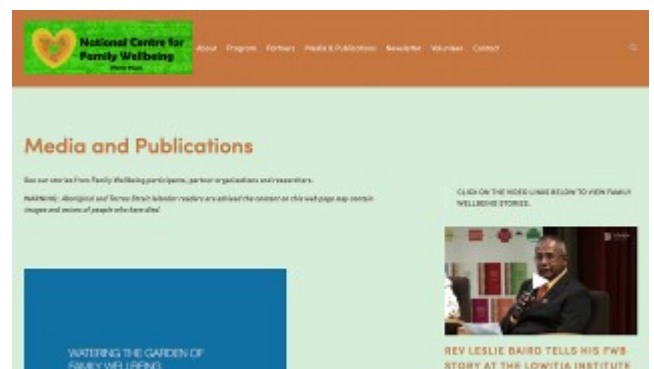 National Centre for
Family Wellbeing
About Program Partners Media & Publications Newsletter Volunteer Contact
Media and Publications
See our stories from Family Wellbeing participants, partner organisations and researchers.
WARNING: Aboriginal and Torres Strait Islander readers are advised the content on this web page may contain
images and voices of people who have died.
CLICK ON THE VIDEO LINKS BELOW TO VIEW FAMILY
WELLBEING STORIES.
WATERING THE GARDEN OF
FAMILY WELLBEING
REV LESLIE BAIRD TELLS HIS FWB
STORY AT THE LOWITJA INSTITUTE